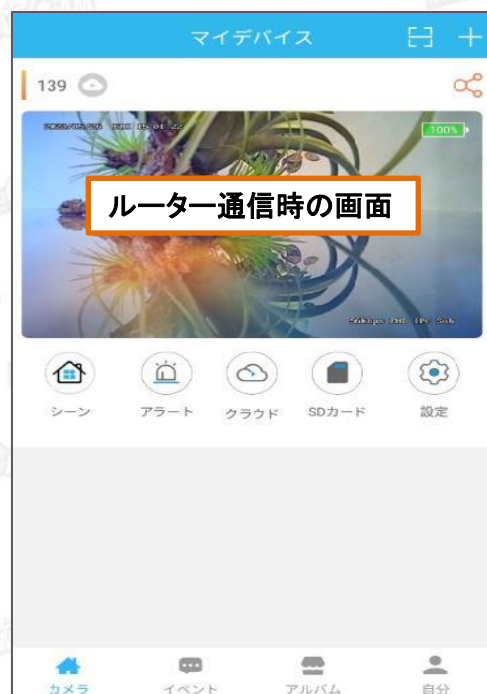 マイデバイス
139
100%
ルーター通信時の画面
シーン
アラート
クラウド
SDカード
設定
カメラ
イベント
アルバム
自分